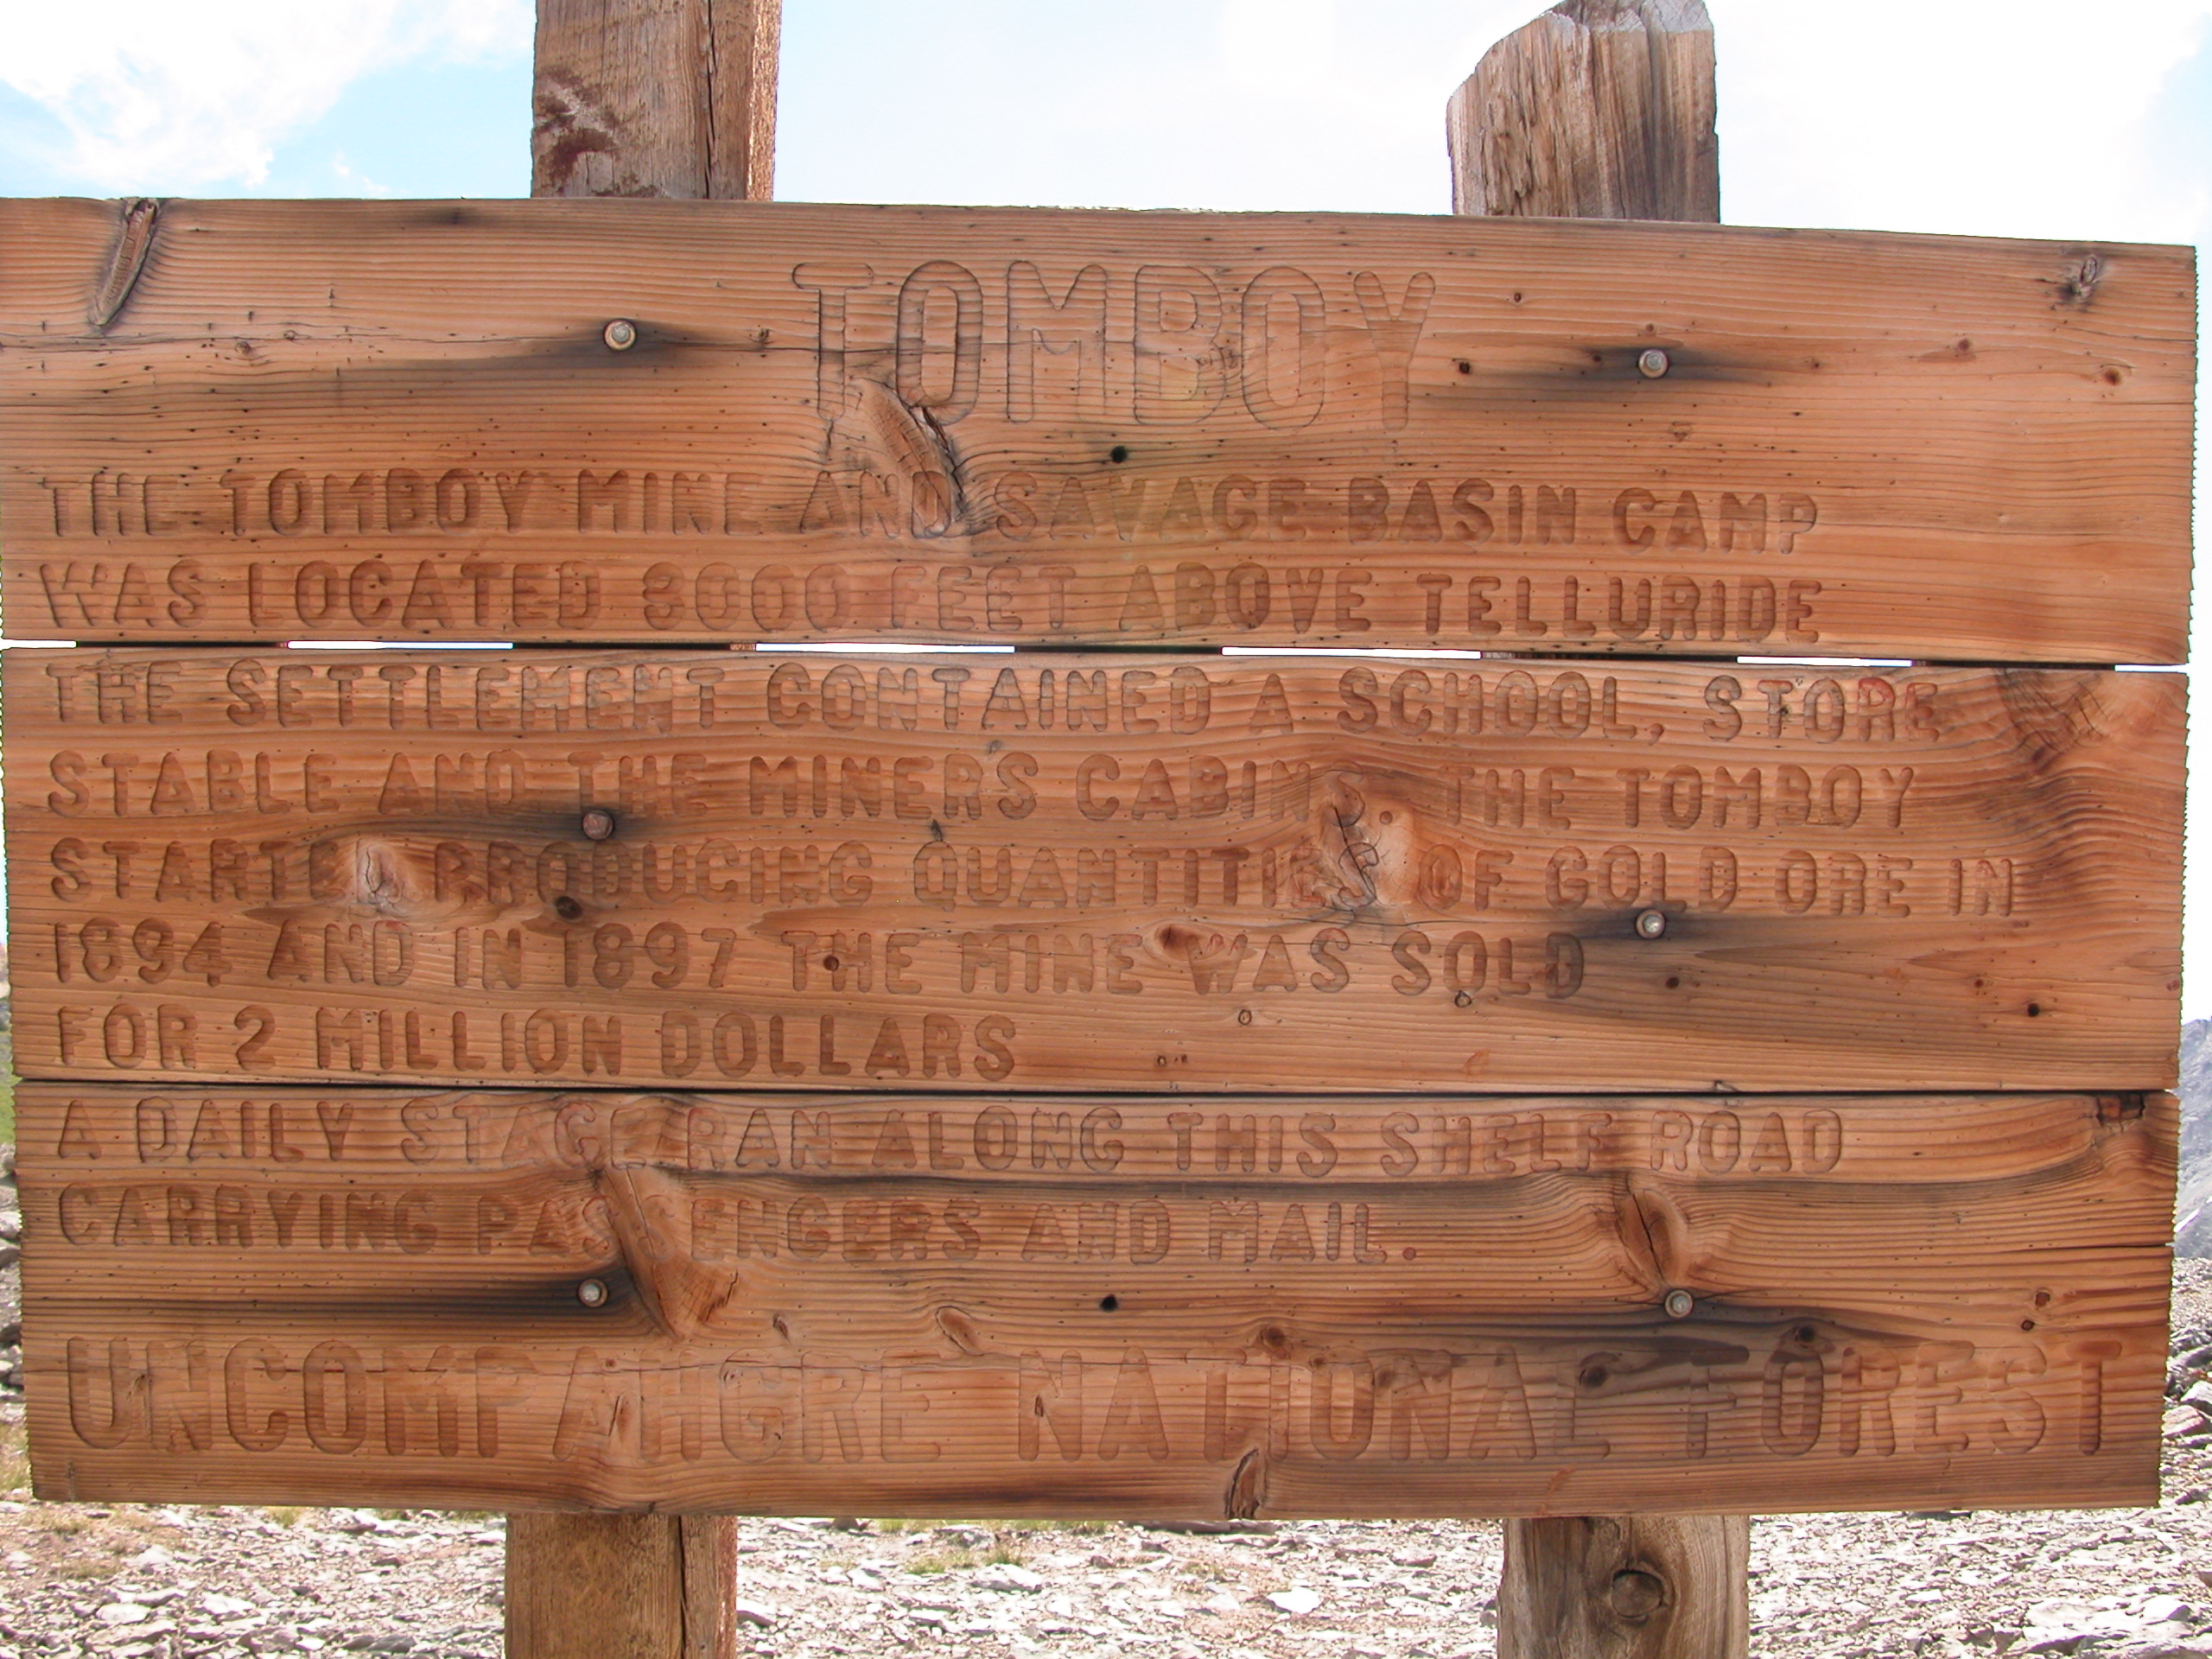 TOMBOY
THE TOMBOY MINE AND SAVAGE BASIN CAMP
WAS LOCATED 3000 FEET ABOVE TELLURIDE
THE SETTLEMENT CONTAINED A SCHOOL, STORE
STABLE AND THE MINERS CABINS THE TOMBOY
STARTED PRODUCING QUANTITIES OF GOLD ORE IN
1894 AND IN 1897 THE MINE WAS SOLD
FOR 2 MILLION DOLLARS
A DAILY STAGE RAN ALONG THIS SHELF ROAD
CARRYING PASSENGERS AND MAIL.
UNCOMPAHGRE NATIONAL FOREST